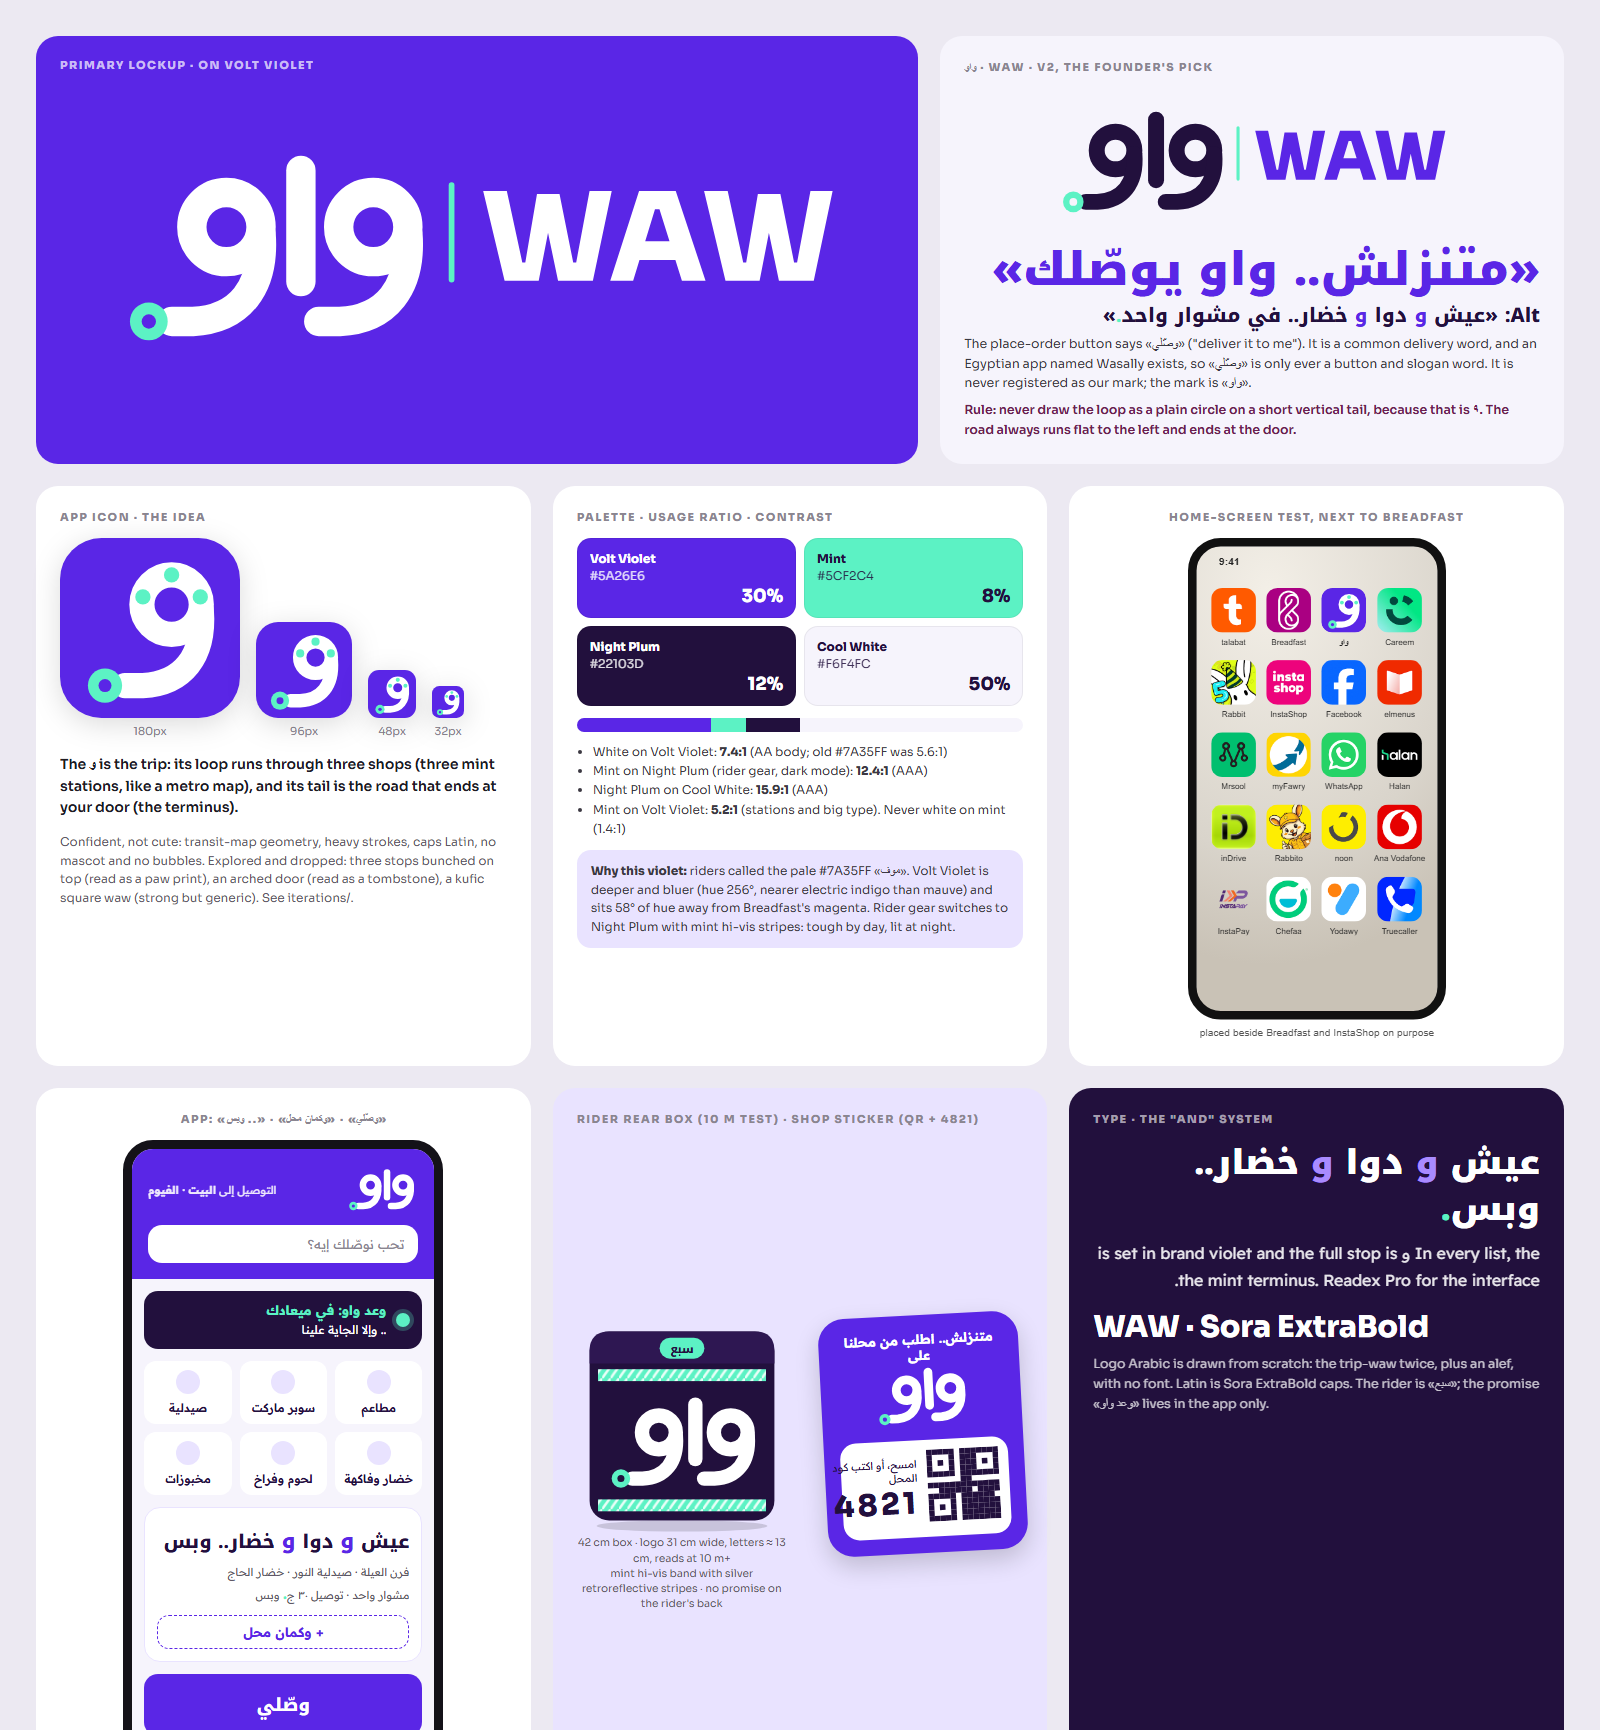 PRIMARY LOCKUP · ON VOLT VIOLET
واو WAW
واو · WAW · V2, THE FOUNDER'S PICK
واو WAW
«متنزلش.. واو يوصّلك»
Alt: «عيش و دوا و خضار.. في مشوار واحد.»
The place-order button says «وصّلي» ("deliver it to me"). It is a common delivery word, and an
Egyptian app named Wasally exists, so «وصّلي» is only ever a button and slogan word. It is
never registered as our mark; the mark is «واو».
Rule: never draw the loop as a plain circle on a short vertical tail, because that is ٩. The
road always runs flat to the left and ends at the door.
APP ICON · THE IDEA
و
و
و
و
180px
96px
48px
32px
The و is the trip: its loop runs through three shops (three mint
stations, like a metro map), and its tail is the road that ends at
your door (the terminus).
Confident, not cute: transit-map geometry, heavy strokes, caps Latin, no
mascot and no bubbles. Explored and dropped: three stops bunched on
top (read as a paw print), an arched door (read as a tombstone), a kufic
square waw (strong but generic). See iterations/.
PALETTE · USAGE RATIO · CONTRAST
Volt Violet
#5A26E6
30%
Mint
#5CF2C4
8%
Night Plum
#22103D
12%
Cool White
#F6F4FC
50%
• White on Volt Violet: 7.4:1 (AA body; old #7A35FF was 5.6:1)
• Mint on Night Plum (rider gear, dark mode): 12.4:1 (AAA)
• Night Plum on Cool White: 15.9:1 (AAA)
• Mint on Volt Violet: 5.2:1 (stations and big type). Never white on mint
(1.4:1)
Why this violet: riders called the pale #7A35FF «موف». Volt Violet is
deeper and bluer (hue 256°, nearer electric indigo than mauve) and
sits 58° of hue away from Breadfast's magenta. Rider gear switches to
Night Plum with mint hi-vis stripes: tough by day, lit at night.
HOME-SCREEN TEST, NEXT TO BREADFAST
9:41
t
و
talabat
Breadfast
واو
Careem
5
insta
shop
f
Rabbit
InstaShop
Facebook
elmenus
halan
Mrsool
myFawry
WhatsApp
Halan
iD
inDrive
Rabbito
noon
Ana Vodafone
INSTAPAY
InstaPay
Chefaa
Yodawy
Truecaller
placed beside Breadfast and InstaShop on purpose
APP: «وصّلي» · «وكمان محل» · «.. وبس»
واو
التوصيل إلى البيت · الفيوم
تحب نوصّلك إيه؟
وعد واو: في ميعادك
.. وإلا الجاية علينا
مطاعم
سوبر ماركت
صيدلية
خضار وفاكهة
لحوم وفراخ
مخبوزات
عيش و دوا و خضار.. وبس
فرن العيلة · صيدلية النور · خضار الحاج
مشوار واحد · توصيل ٣٠ ج. وبس
+ وكمان محل
وصّلي
RIDER REAR BOX (10 M TEST) · SHOP STICKER (QR + 4821)
سبع
واو
42 cm box · logo 31 cm wide, letters ≈ 13
cm, reads at 10 m+
mint hi-vis band with silver
retroreflective stripes · no promise on
the rider's back
متنزلش.. اطلب من محلنا
على
واو
امسح، أو اكتب كود
المحل
4821
TYPE · THE "AND" SYSTEM
عيش و دوا و خضار..
وبس.
is set in brand violet and the full stop is و In every list, the
.the mint terminus. Readex Pro for the interface
WAW · Sora ExtraBold
Logo Arabic is drawn from scratch: the trip-waw twice, plus an alef,
with no font. Latin is Sora ExtraBold caps. The rider is «سبع»; the promise
«وعد واو» lives in the app only.